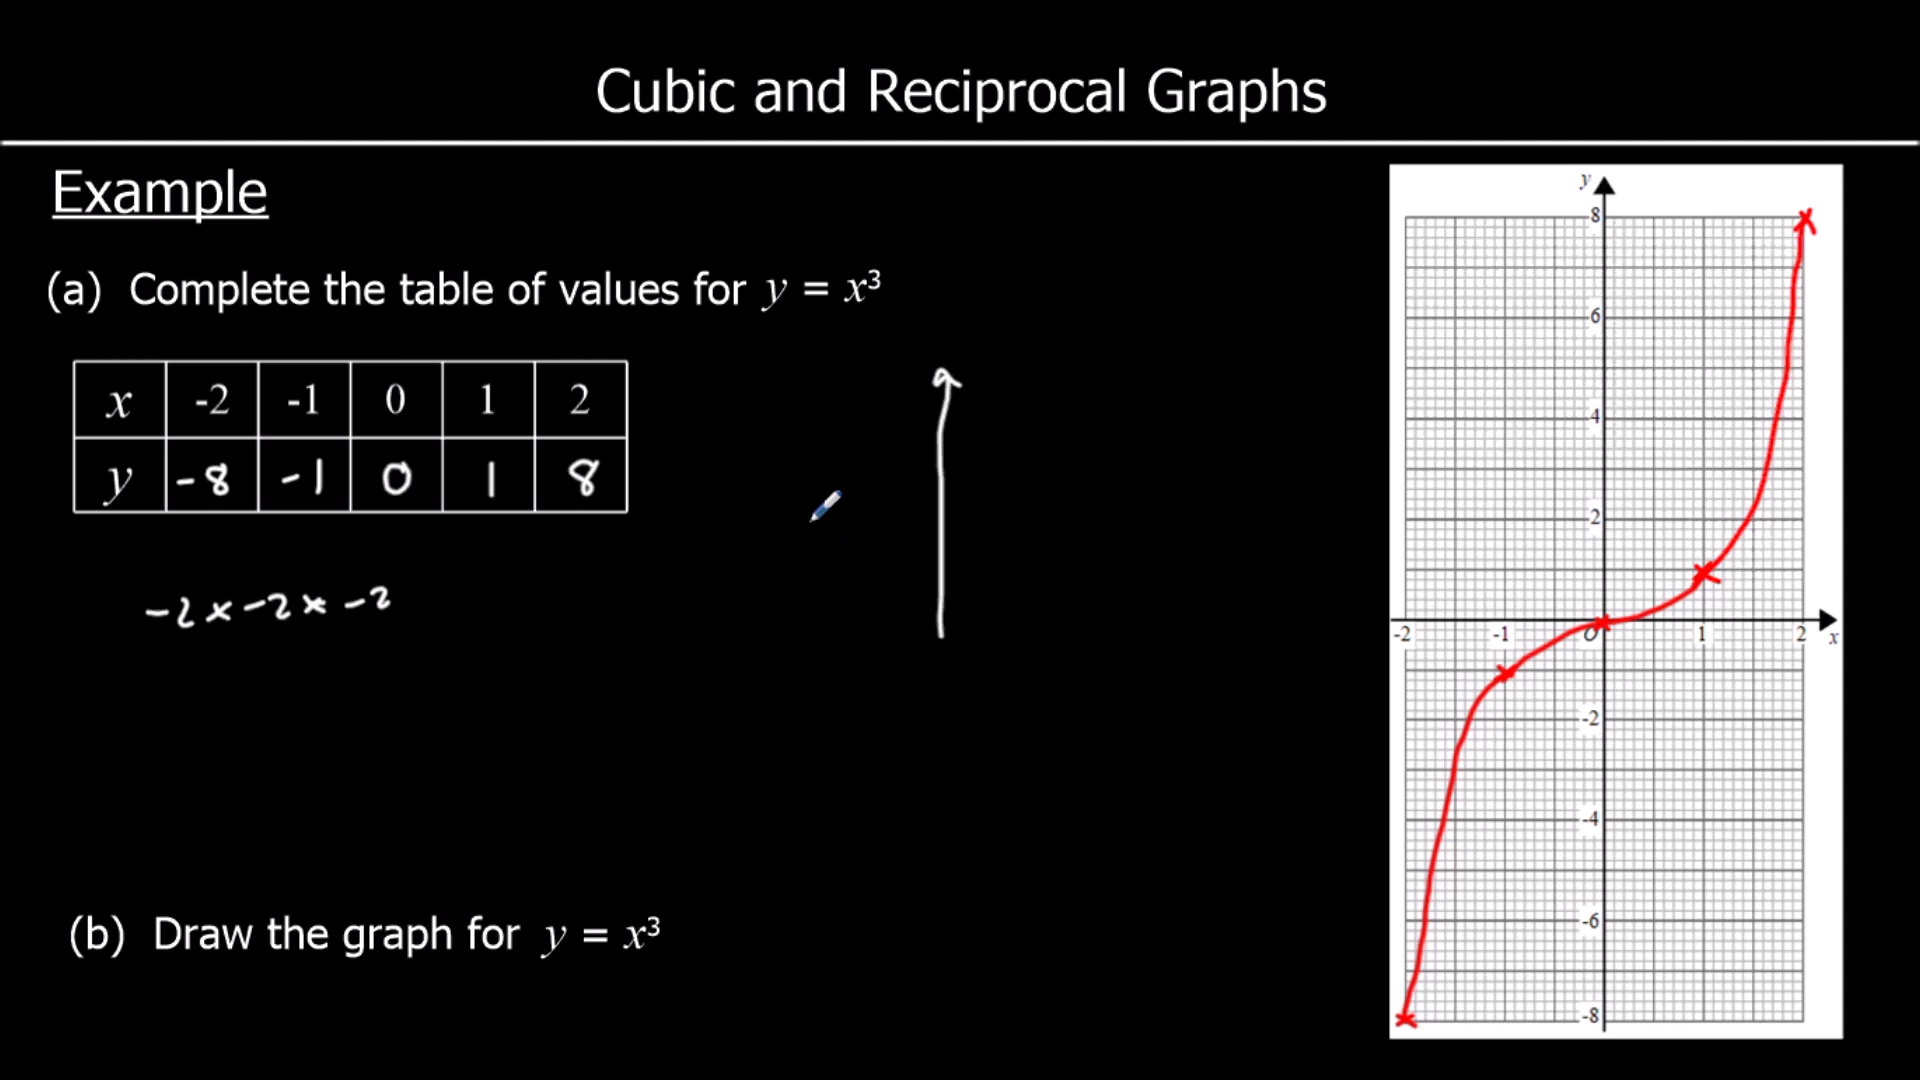 Cubic and Reciprocal Graphs
Example
(a) Complete the table of values for y = x³
x -2 -1 0 1 2
y -8 -1 0 1 8
-2 x -2 x -2
(b) Draw the graph for y = x³
y
8
6
4
2
-2 -1 O 1 2 x
-2
-4
-6
-8